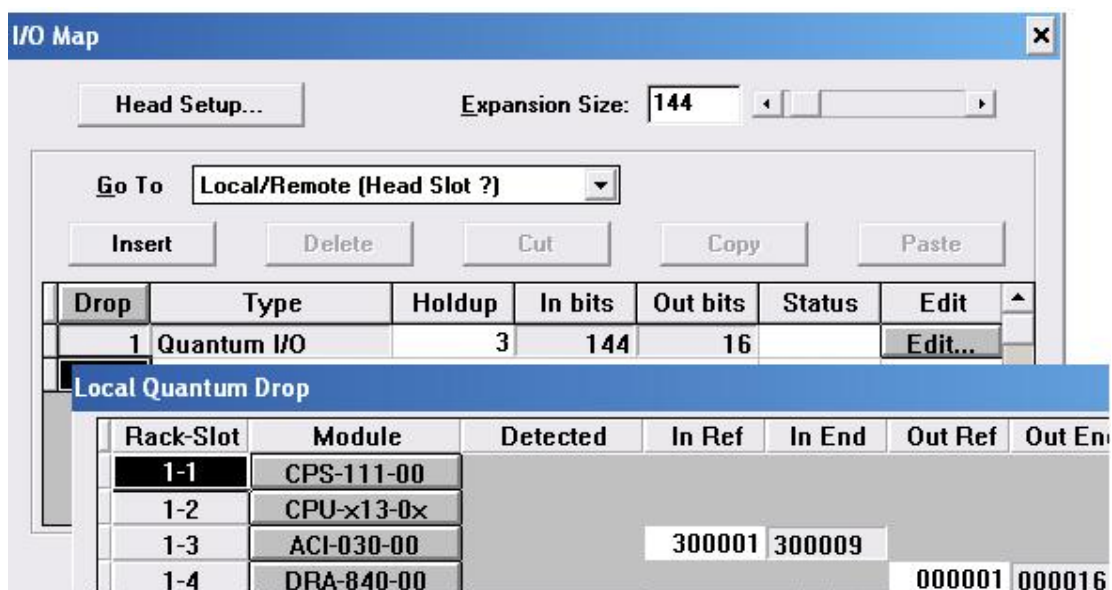 I/O Map
Head Setup... Expansion Size: 144
Go To Local/Remote (Head Slot ?)
Insert Delete Cut Copy Paste
Drop Type Holdup In bits Out bits Status Edit
1 Quantum I/O 3 144 16 Edit...
Local Quantum Drop
Rack-Slot Module Detected In Ref In End Out Ref Out En
1-1 CPS-111-00
1-2 CPU-x13-0x
1-3 ACI-030-00 300001 300009
1-4 DRA-840-00 000001 000016